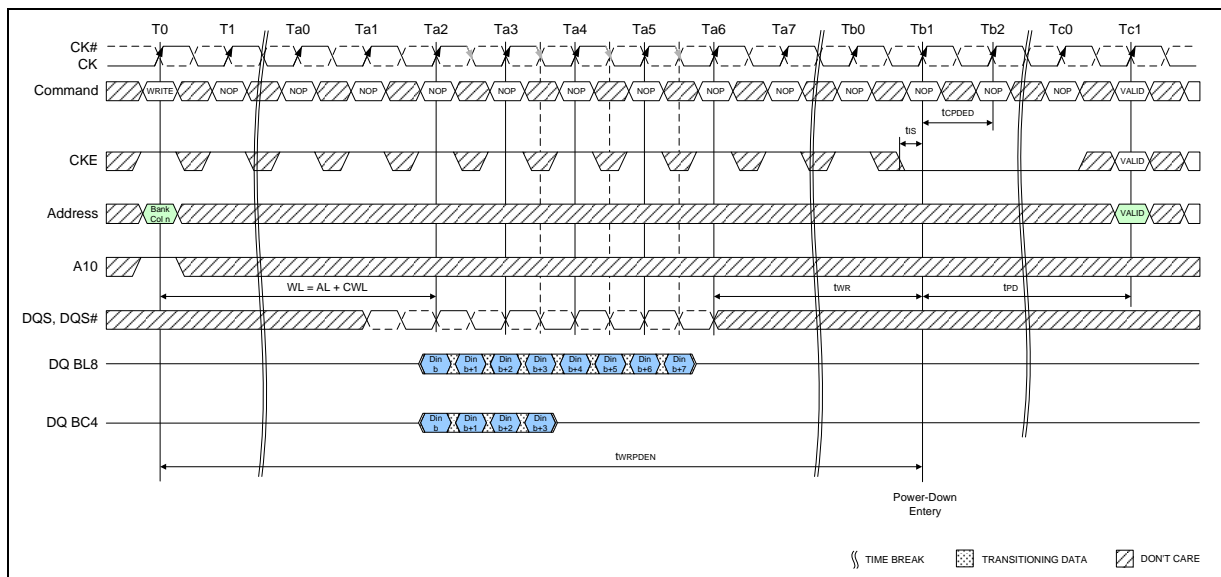 T0 T1 Ta0 Ta1 Ta2 Ta3 Ta4 Ta5 Ta6 Ta7 Tb0 Tb1 Tb2 Tc0 Tc1
CK#
CK
Command WRITE NOP NOP NOP NOP NOP NOP NOP NOP NOP NOP NOP NOP NOP VALID
tCPDED
tIS
CKE VALID
Address Bank Col n VALID
A10
WL = AL + CWL tWR tPD
DQS, DQS#
DQ BL8 Din b Din b+1 Din b+2 Din b+3 Din b+4 Din b+5 Din b+6 Din b+7
DQ BC4 Din b Din b+1 Din b+2 Din b+3
tWRPDEN
Power-Down
Entery
TIME BREAK TRANSITIONING DATA DON'T CARE